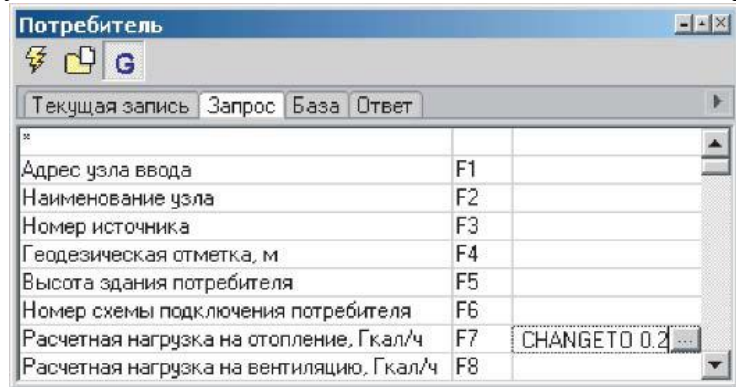 Потребитель
G
Текущая запись Запрос База Ответ
*
Адрес узла ввода F1
Наименование узла F2
Номер источника F3
Геодезическая отметка, м F4
Высота здания потребителя F5
Номер схемы подключения потребителя F6
Расчетная нагрузка на отопление, Гкал/ч F7 CHANGETO 0.2 ...
Расчетная нагрузка на вентиляцию, Гкал/ч F8